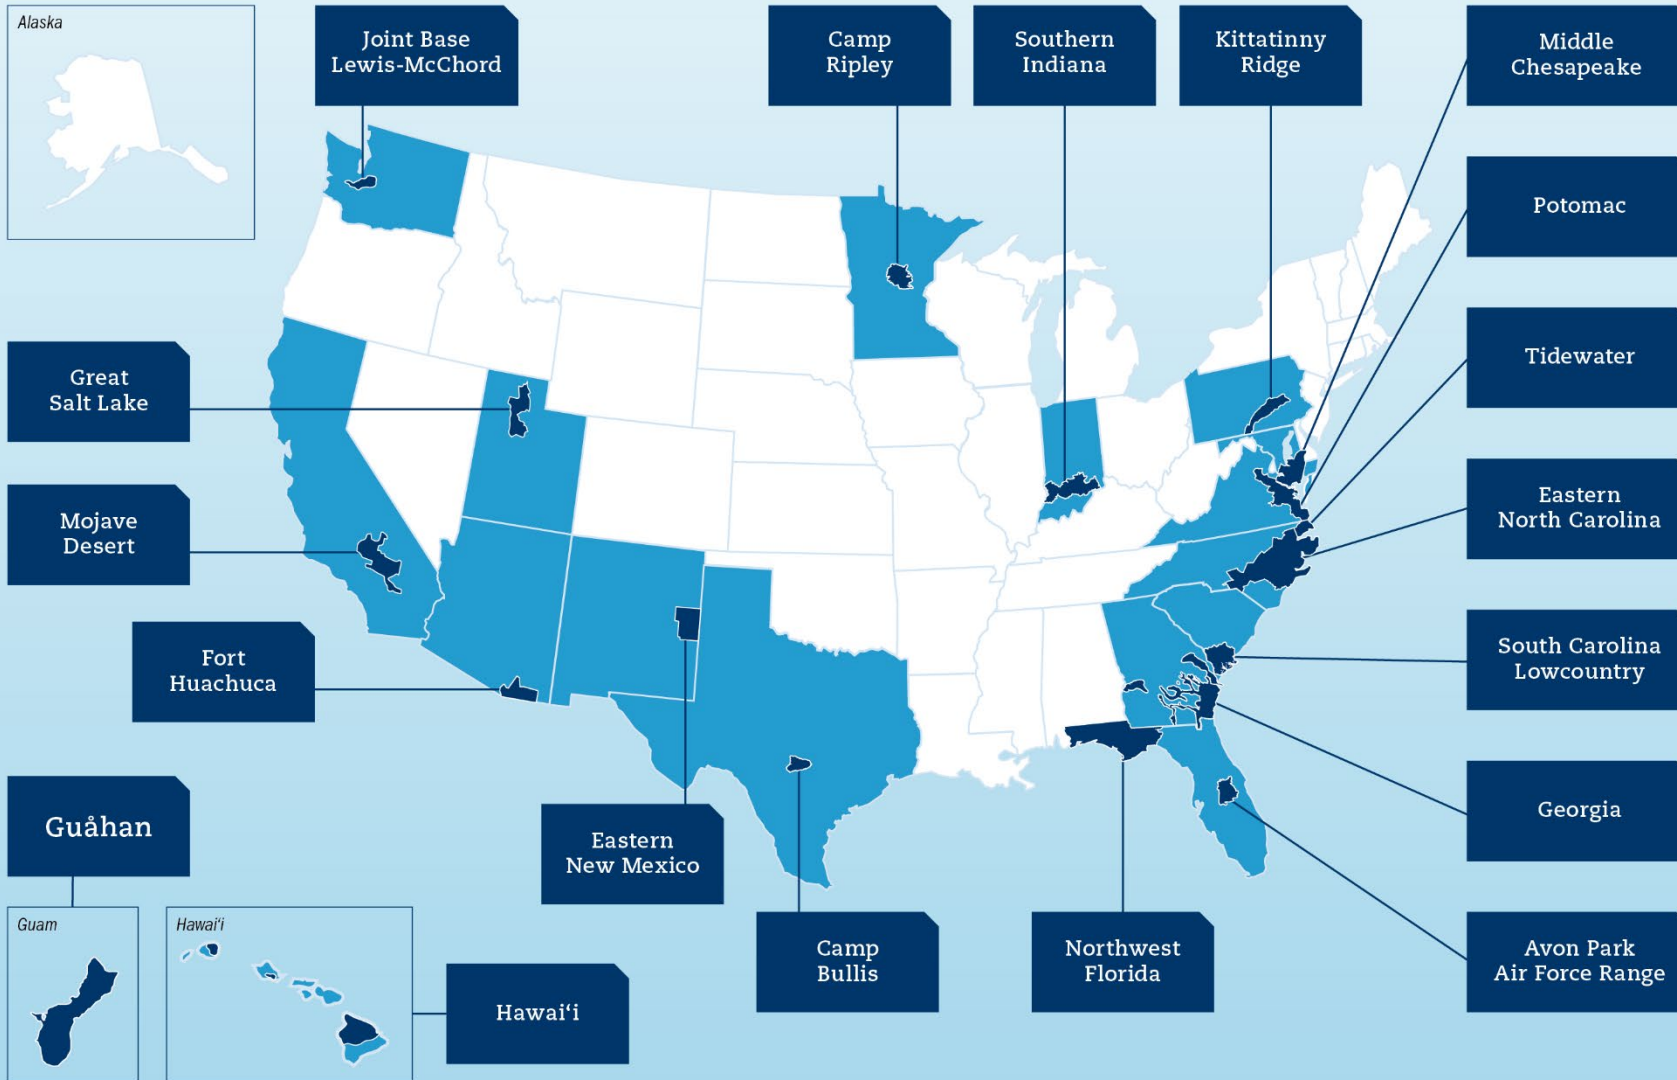 Alaska
Joint Base
Lewis-McChord
Camp
Ripley
Southern
Indiana
Kittatinny
Ridge
Middle
Chesapeake
Potomac
Tidewater
Great
Salt Lake
Eastern
North Carolina
Mojave
Desert
South Carolina
Lowcountry
Fort
Huachuca
Georgia
Guåhan
Eastern
New Mexico
Camp
Bullis
Northwest
Florida
Avon Park
Air Force Range
Guam
Hawai‘i
Hawai‘i